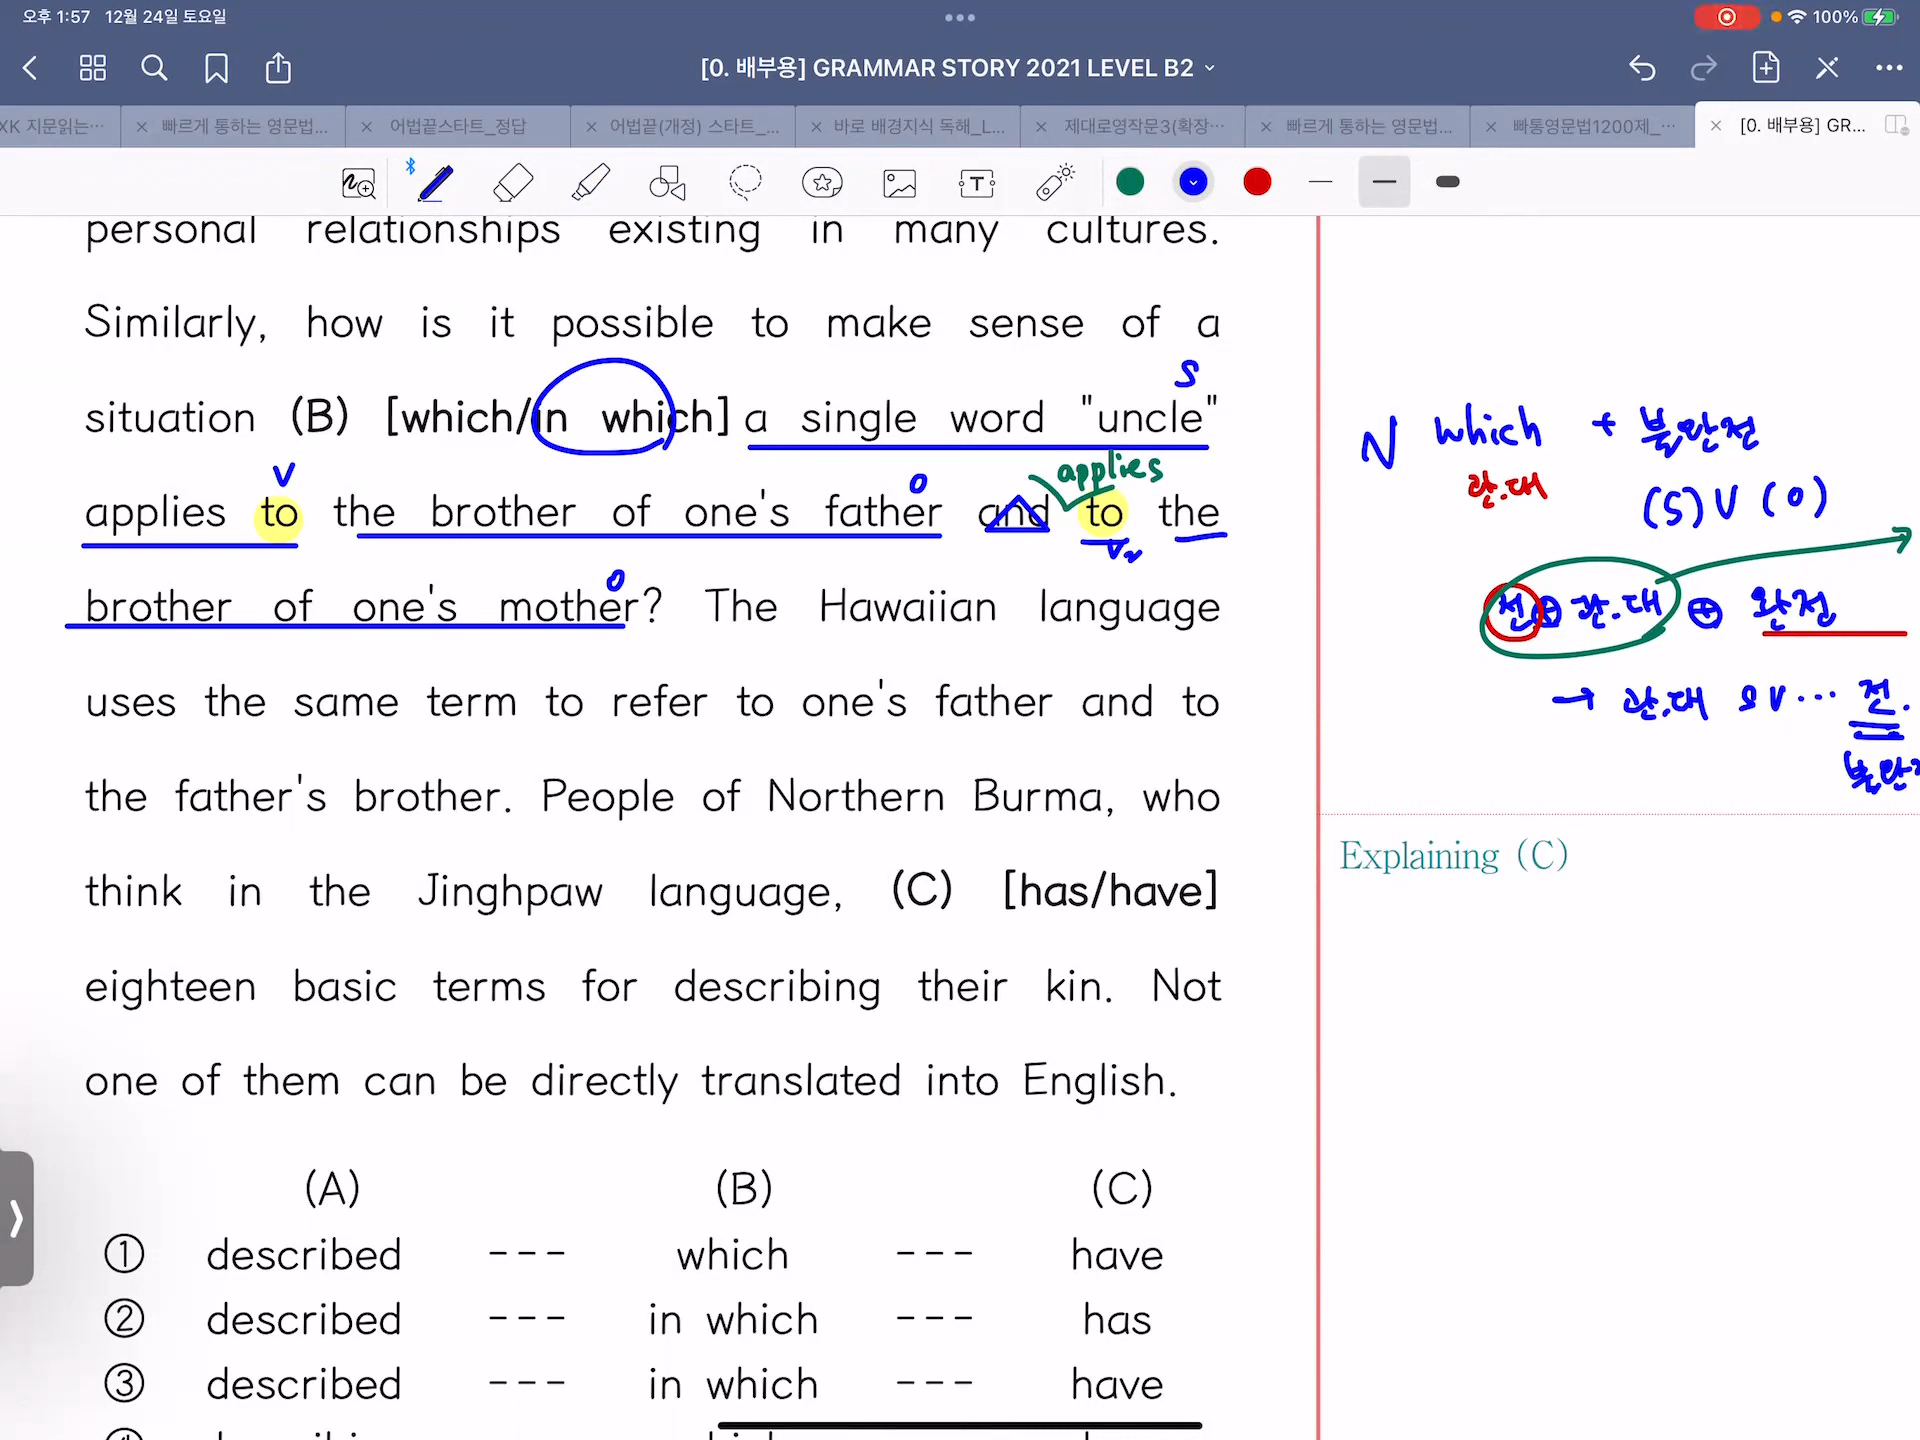 오후 1:57 12월 24일 토요일
100%
[0. 배부용] GRAMMAR STORY 2021 LEVEL B2
XK 지문읽는···
빠르게 통하는 영문법...
어법끝스타트_정답
어법끝(개정) 스타트_...
바로 배경지식 독해_L...
제대로영작문3(확장···
빠르게 통하는 영문법...
빠통영문법1200제_···
[0. 배부용] GR...
personal relationships existing in many cultures.
Similarly, how is it possible to make sense of a
S
situation (B) [which/in which] a single word "uncle"
V
O
applies
applies to the brother of one's father and to the
V2
O
brother of one's mother? The Hawaiian language
uses the same term to refer to one's father and to
the father's brother. People of Northern Burma, who
think in the Jinghpaw language, (C) [has/have]
eighteen basic terms for describing their kin. Not
one of them can be directly translated into English.
(A) (B) (C)
① described --- which --- have
② described --- in which --- has
③ described --- in which --- have
N which + 불완전
관.대
(S) V (O)
전+관.대 + 완전
→ 관.대 S V ··· 전.
Explaining (C)